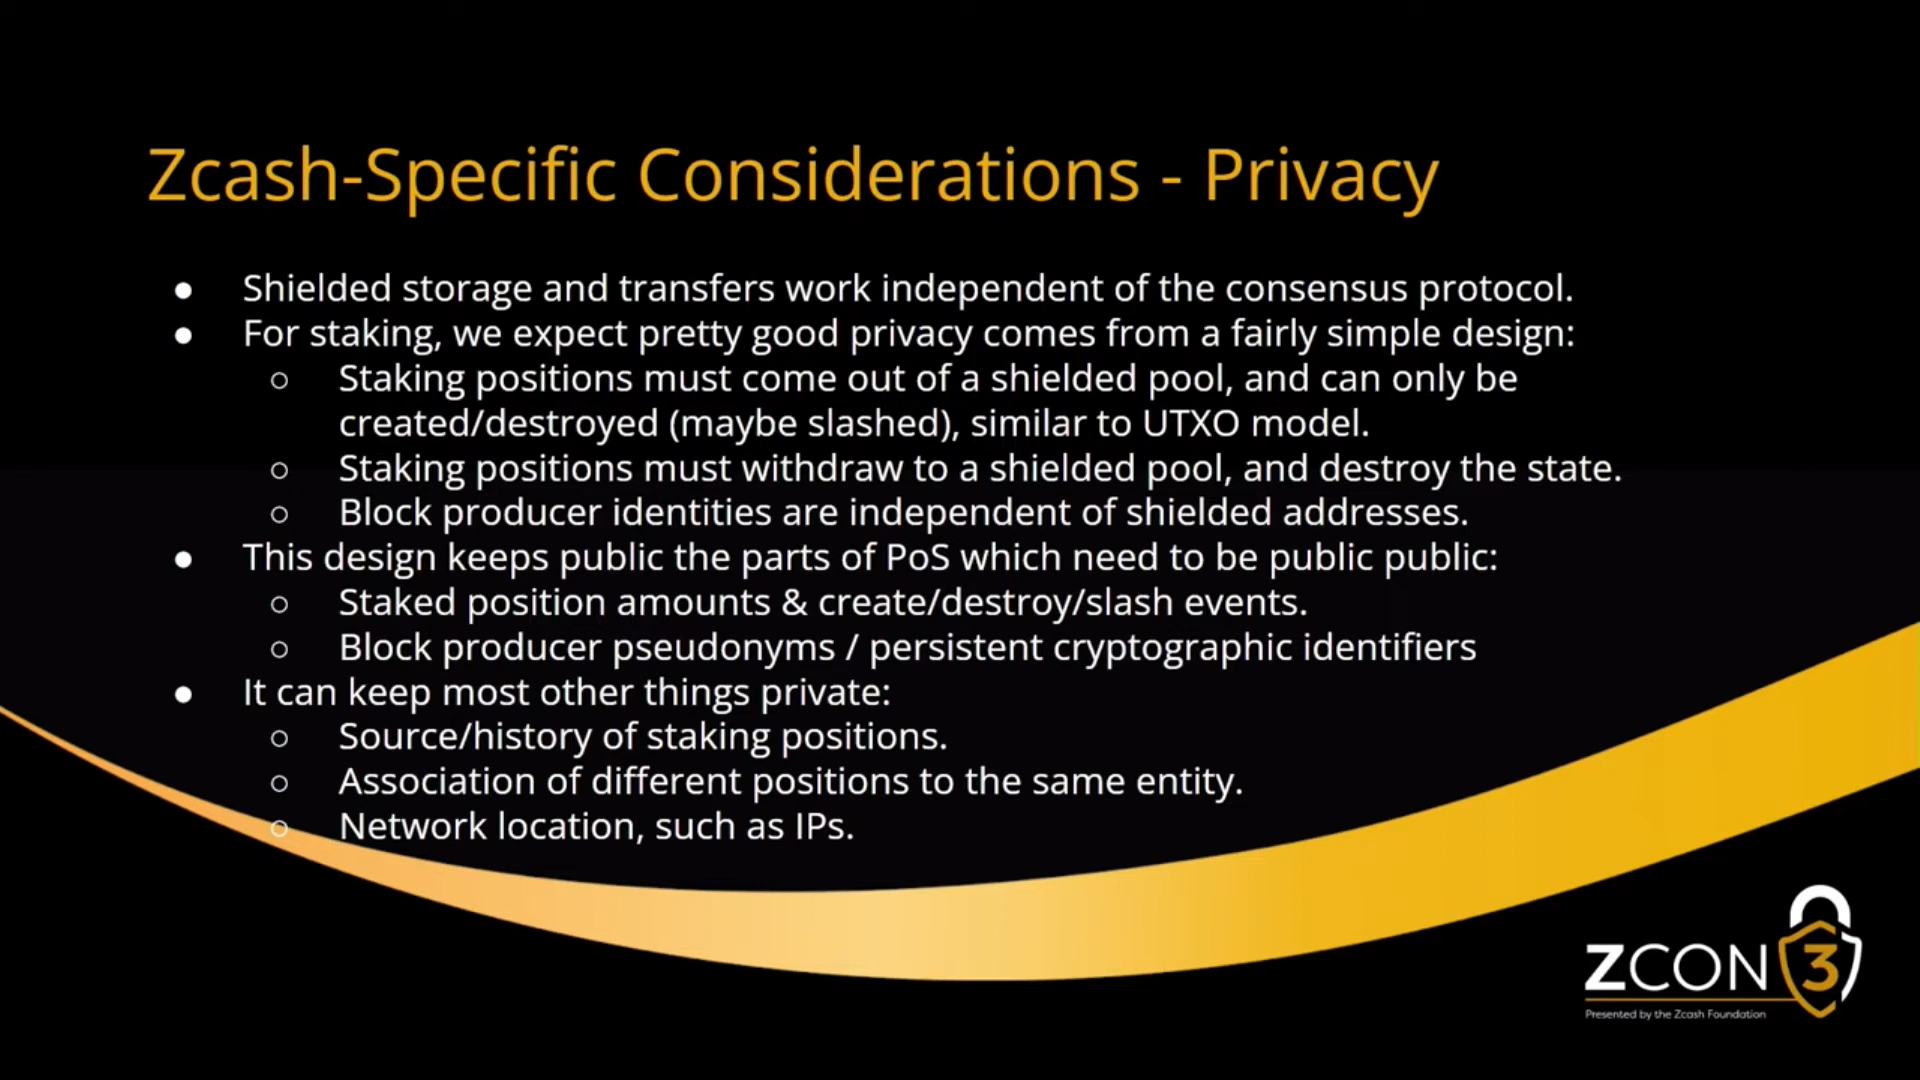 Zcash-Specific Considerations - Privacy
● Shielded storage and transfers work independent of the consensus protocol.
● For staking, we expect pretty good privacy comes from a fairly simple design:
○ Staking positions must come out of a shielded pool, and can only be
created/destroyed (maybe slashed), similar to UTXO model.
○ Staking positions must withdraw to a shielded pool, and destroy the state.
○ Block producer identities are independent of shielded addresses.
● This design keeps public the parts of PoS which need to be public public:
○ Staked position amounts & create/destroy/slash events.
○ Block producer pseudonyms / persistent cryptographic identifiers
● It can keep most other things private:
○ Source/history of staking positions.
○ Association of different positions to the same entity.
○ Network location, such as IPs.
ZCON 3
Presented by the Zcash Foundation